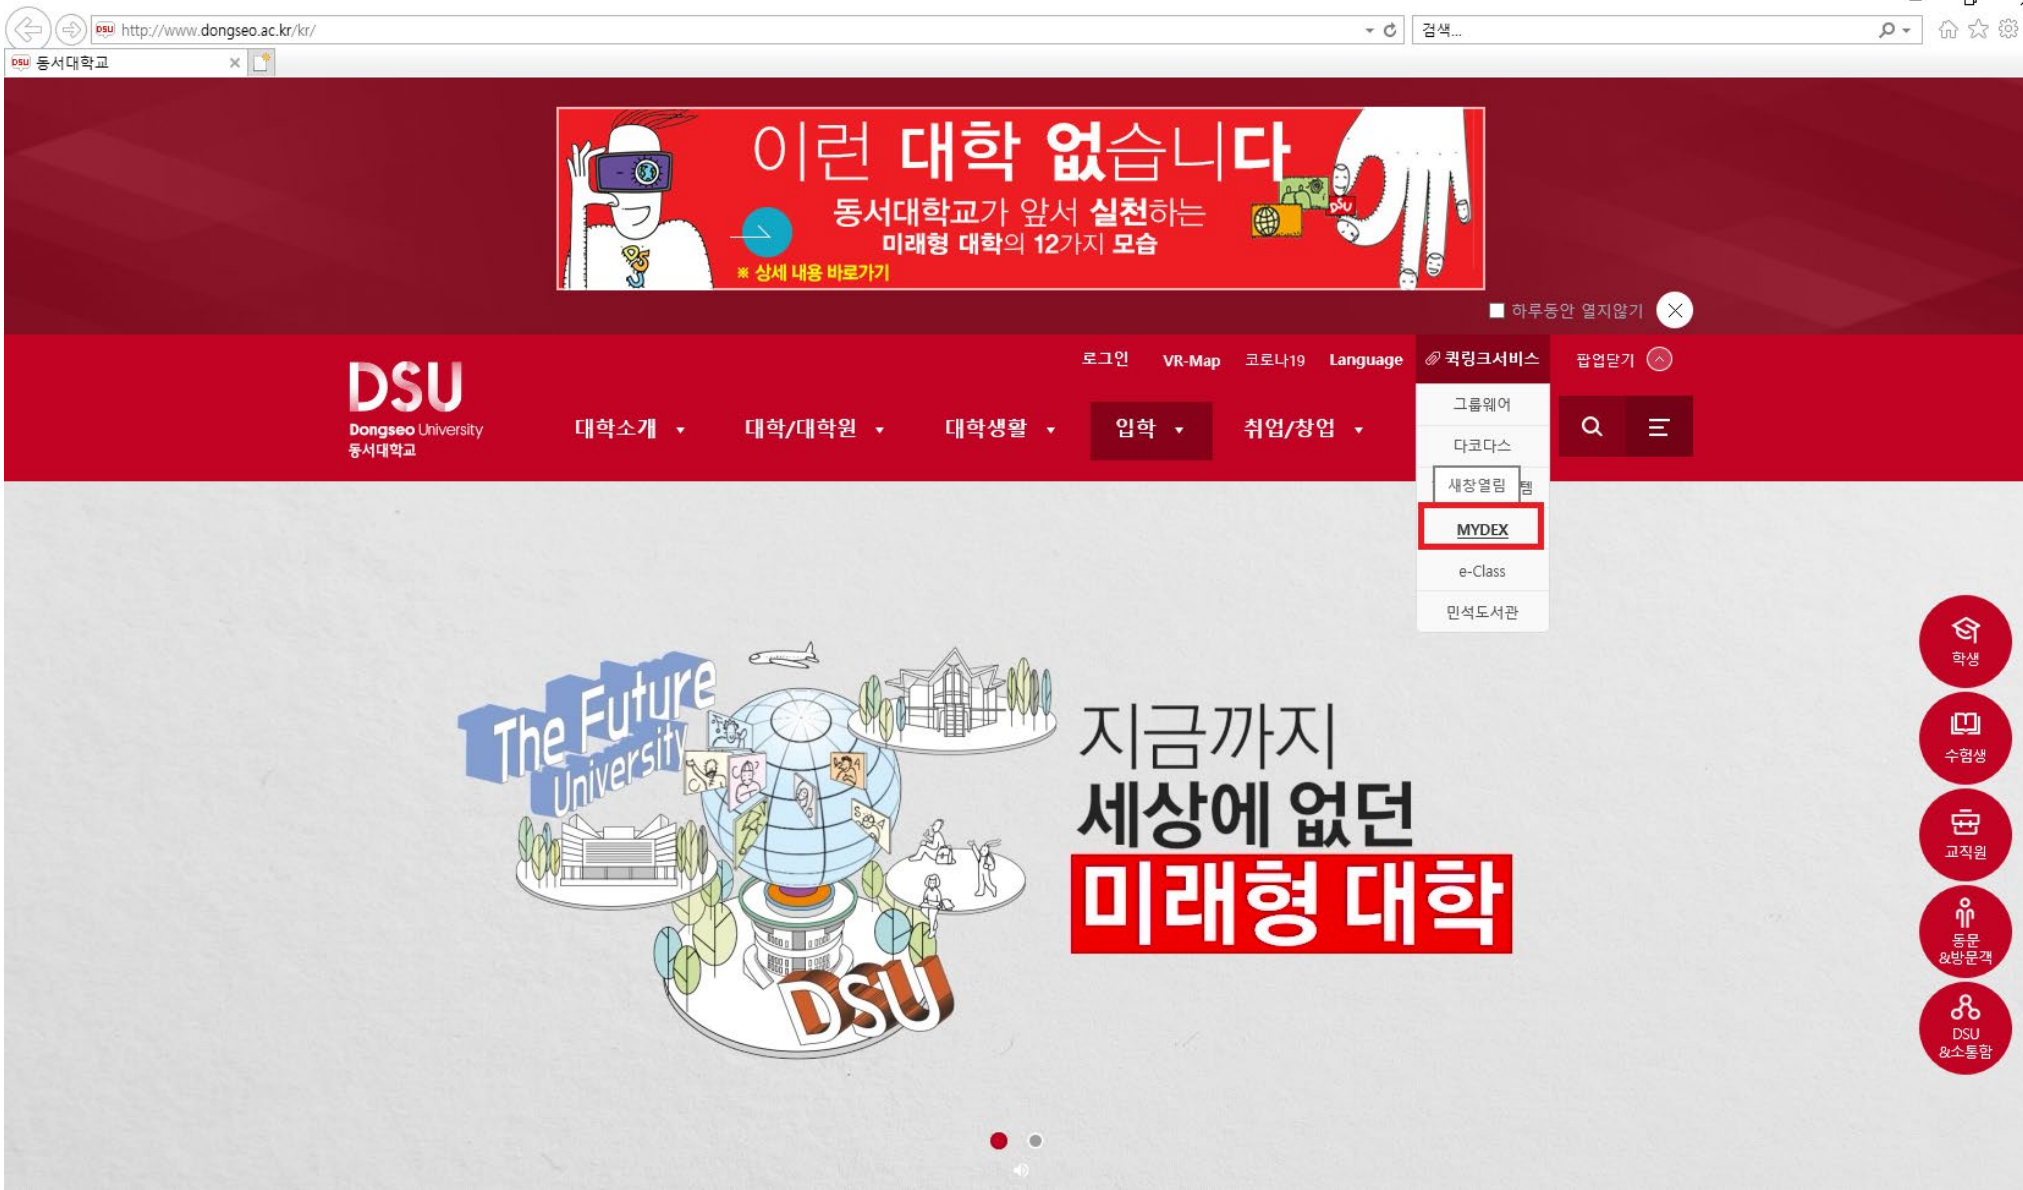 http://www.dongseo.ac.kr/kr/
검색...
DSU 동서대학교
이런 대학 없습니다
동서대학교가 앞서 실천하는
미래형 대학의 12가지 모습
※ 상세 내용 바로가기
DSU
하루동안 열지않기
로그인 VR-Map 코로나19 Language 퀵링크서비스 팝업닫기
DSU
Dongseo University
동서대학교
대학소개 대학/대학원 대학생활 입학 취업/창업
그룹웨어
다코다스
새창열림 템
MYDEX
e-Class
민석도서관
The Future
University
DSU
지금까지
세상에 없던
미래형 대학
학생
수험생
교직원
동문
&방문객
DSU
&소통함